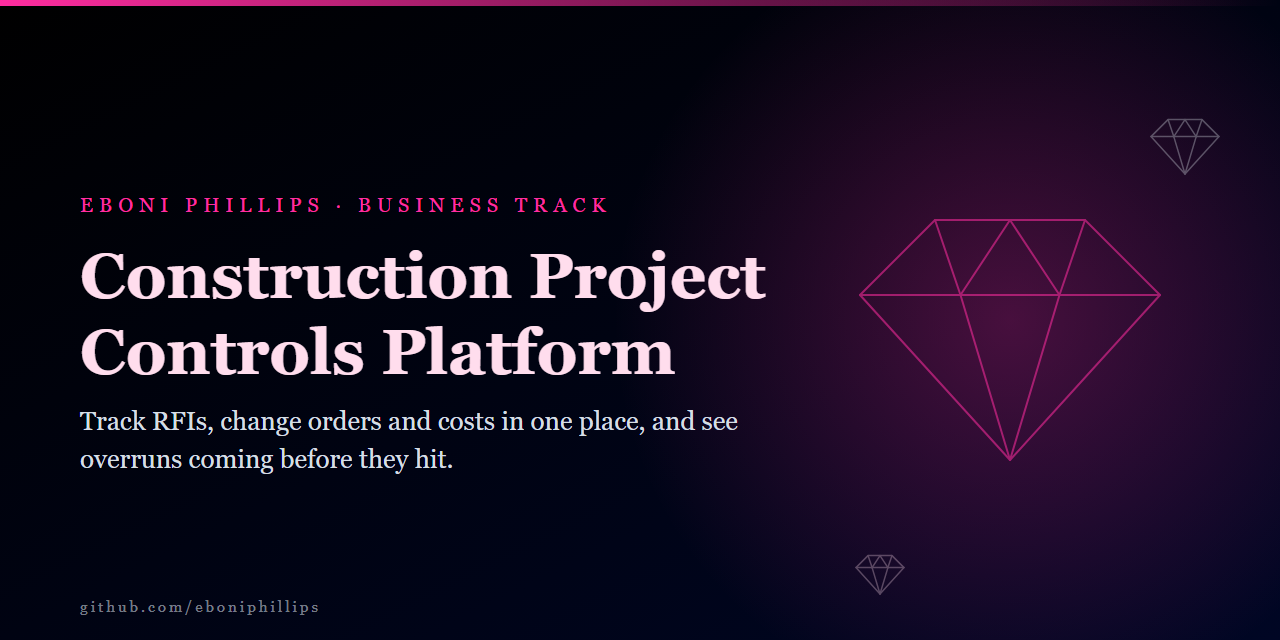 EBONI PHILLIPS · BUSINESS TRACK
Construction Project
Controls Platform
Track RFIs, change orders and costs in one place, and see
overruns coming before they hit.
github.com/eboniphillips